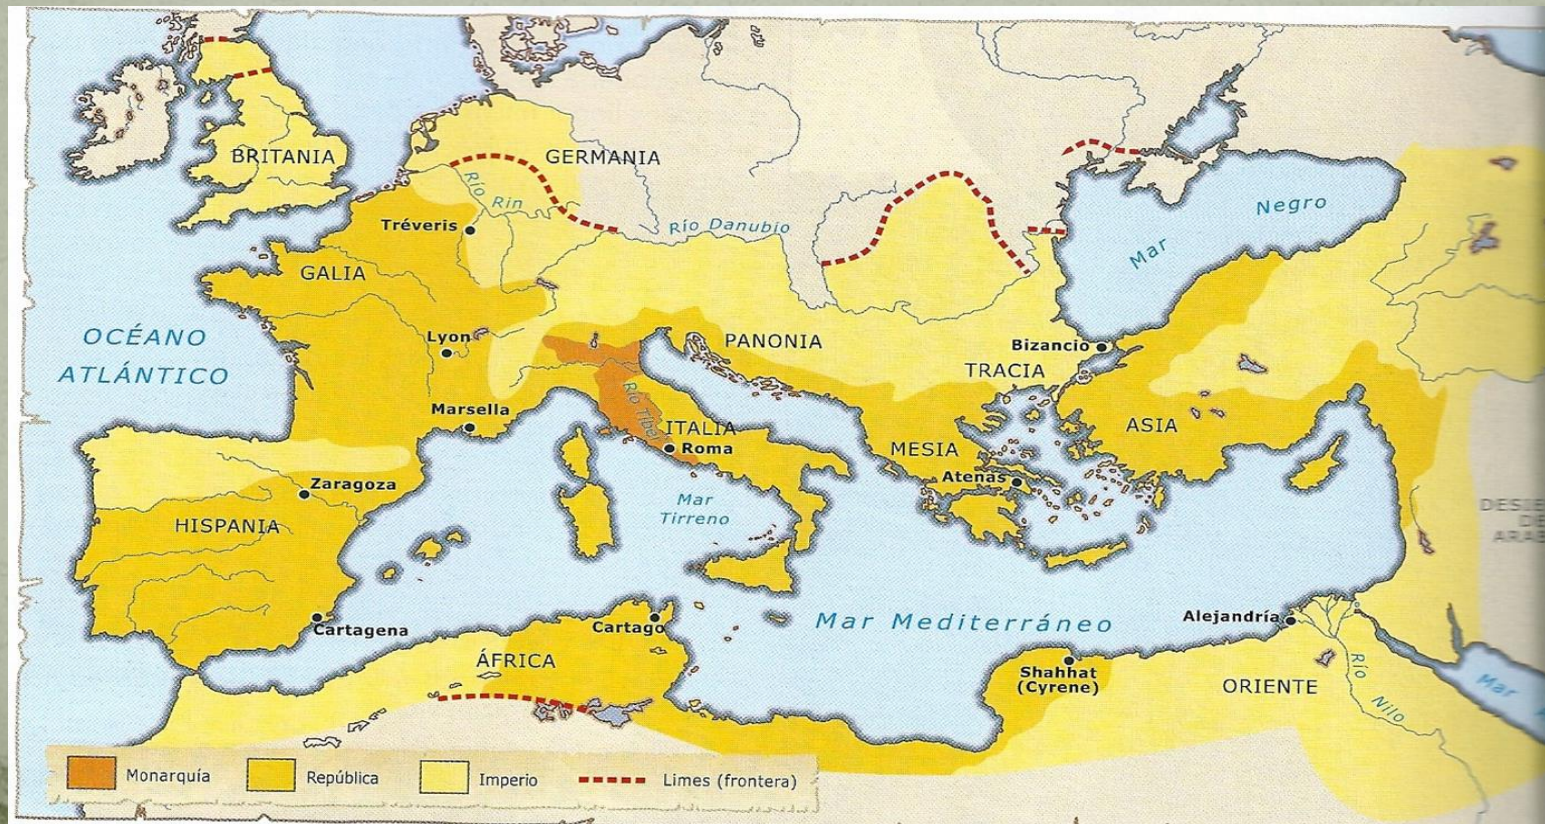 BRITANIA
GERMANIA
Río Rin
Tréveris
Río Danubio
Mar
Negro
GALIA
OCÉANO
ATLÁNTICO
Lyon
PANONIA
Bizancio
TRACIA
Marsella
Río Tíber
ITALIA
Roma
ASIA
MESIA
Atenas
Zaragoza
HISPANIA
Mar
Tirreno
Cartagena
Cartago
Mar Mediterráneo
Alejandría
ÁFRICA
Shahhat
(Cyrene)
ORIENTE
Río Nilo
Mar
DE
Monarquía
República
Imperio
Limes (frontera)